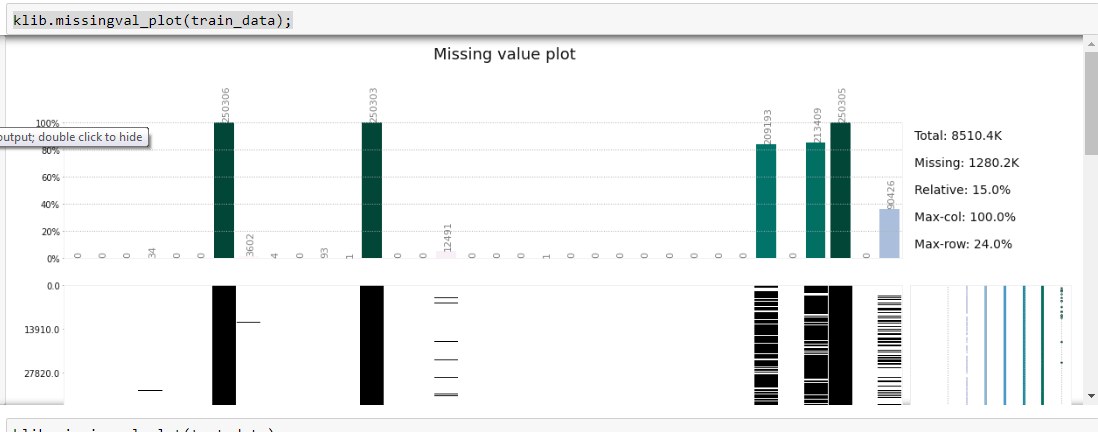 klib.missingval_plot(train_data);
Missing value plot
output; double click to hide
100%
80%
60%
40%
20%
0%
0 0 0 34 0 0 250306 3602 4 0 93 1 250303 0 0 12491 0 0 0 1 0 0 0 0 0 0 0 0 209193 0 213409 250305 0 90426
Total: 8510.4K
Missing: 1280.2K
Relative: 15.0%
Max-col: 100.0%
Max-row: 24.0%
0.0
13910.0
27820.0